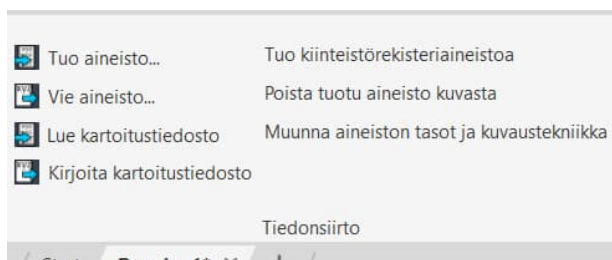 Tuo aineisto...
Vie aineisto...
Lue kartoitustiedosto
Kirjoita kartoitustiedosto
Tuo kiinteistörekisteriaineistoa
Poista tuotu aineisto kuvasta
Muunna aineiston tasot ja kuvaustekniikka
Tiedonsiirto